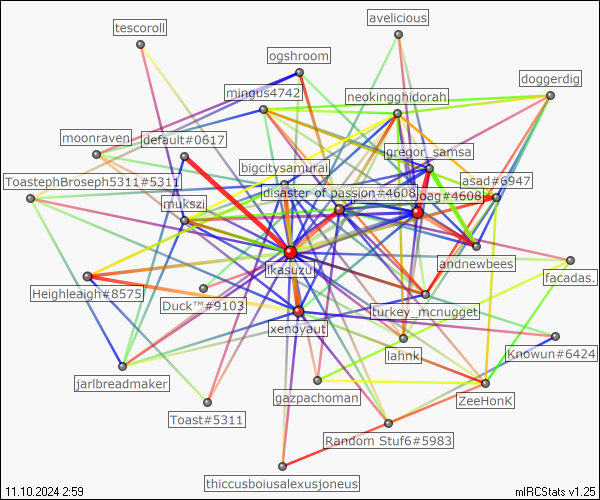 avelicious
tescoroll
ogshroom
doggerdig
mingus4742
neokingghidorah
moonraven
default#0617
gregor_samsa
bigcitysamurai
ToastephBroseph5311#5311
asad#6947
disaster of passion#4608
oag#4608
mukszi
andnewbees
ikasuzu
facadas.
Heighleaigh#8575
Duck™#9103
turkey_mcnugget
xenoyaut
lahnk
Knowun#6424
jarlbreadmaker
gazpachoman
ZeeHonK
Toast#5311
Random Stuf6#5983
thiccusboiusalexusjoneus
11.10.2024 2:59
mIRCStats v1.25